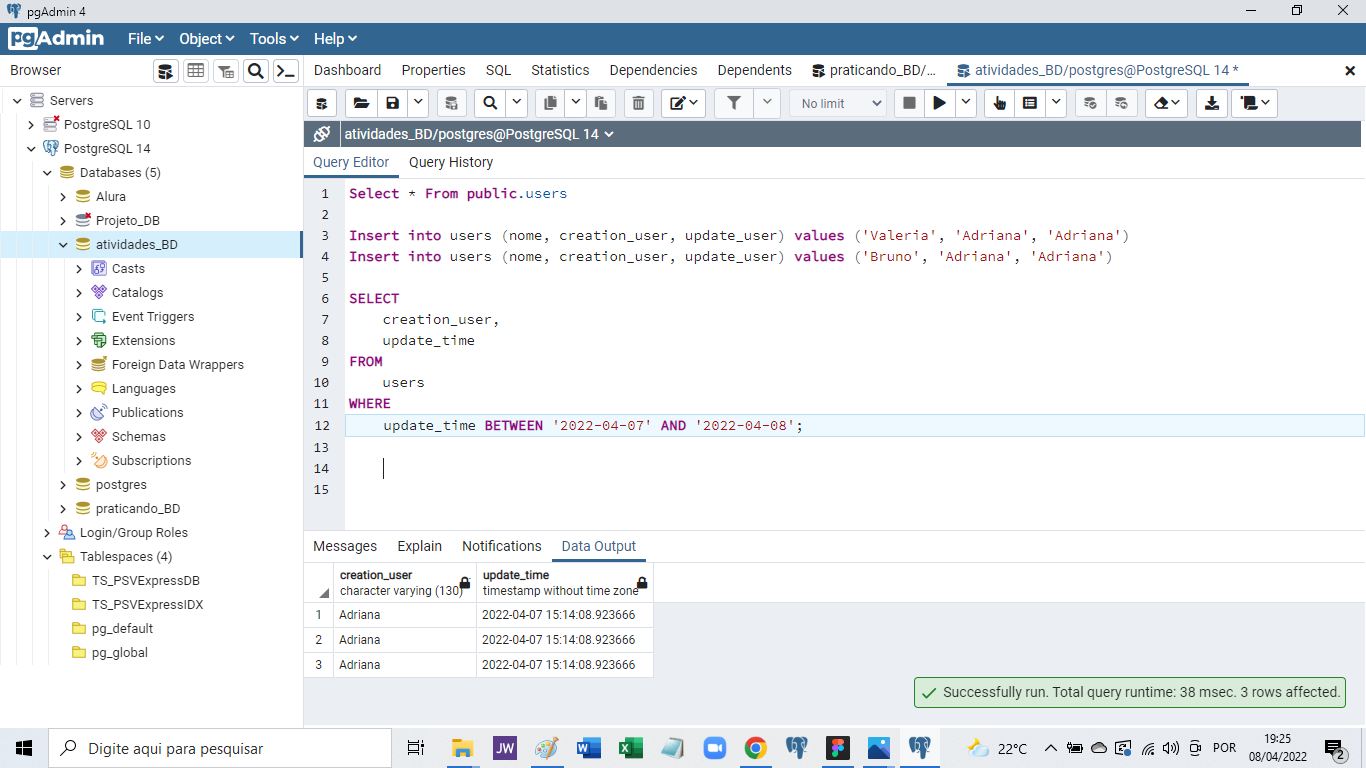 pgAdmin 4
pgAdmin File Object Tools Help
Browser
Dashboard Properties SQL Statistics Dependencies Dependents praticando_BD/... atividades_BD/postgres@PostgreSQL 14 *
No limit
atividades_BD/postgres@PostgreSQL 14
Query Editor Query History
Servers
PostgreSQL 10
PostgreSQL 14
Databases (5)
Alura
Projeto_DB
atividades_BD
Casts
Catalogs
Event Triggers
Extensions
Foreign Data Wrappers
Languages
Publications
Schemas
Subscriptions
postgres
praticando_BD
Login/Group Roles
Tablespaces (4)
TS_PSVExpressDB
TS_PSVExpressIDX
pg_default
pg_global
1 Select * From public.users
2
3 Insert into users (nome, creation_user, update_user) values ('Valeria', 'Adriana', 'Adriana')
4 Insert into users (nome, creation_user, update_user) values ('Bruno', 'Adriana', 'Adriana')
5
6 SELECT
7 creation_user,
8 update_time
9 FROM
10 users
11 WHERE
12 update_time BETWEEN '2022-04-07' AND '2022-04-08';
13
14
15
Messages Explain Notifications Data Output
creation_user update_time
character varying (130) timestamp without time zone
1 Adriana 2022-04-07 15:14:08.923666
2 Adriana 2022-04-07 15:14:08.923666
3 Adriana 2022-04-07 15:14:08.923666
Successfully run. Total query runtime: 38 msec. 3 rows affected.
Digite aqui para pesquisar
JW
22°C
POR
19:25
08/04/2022
2